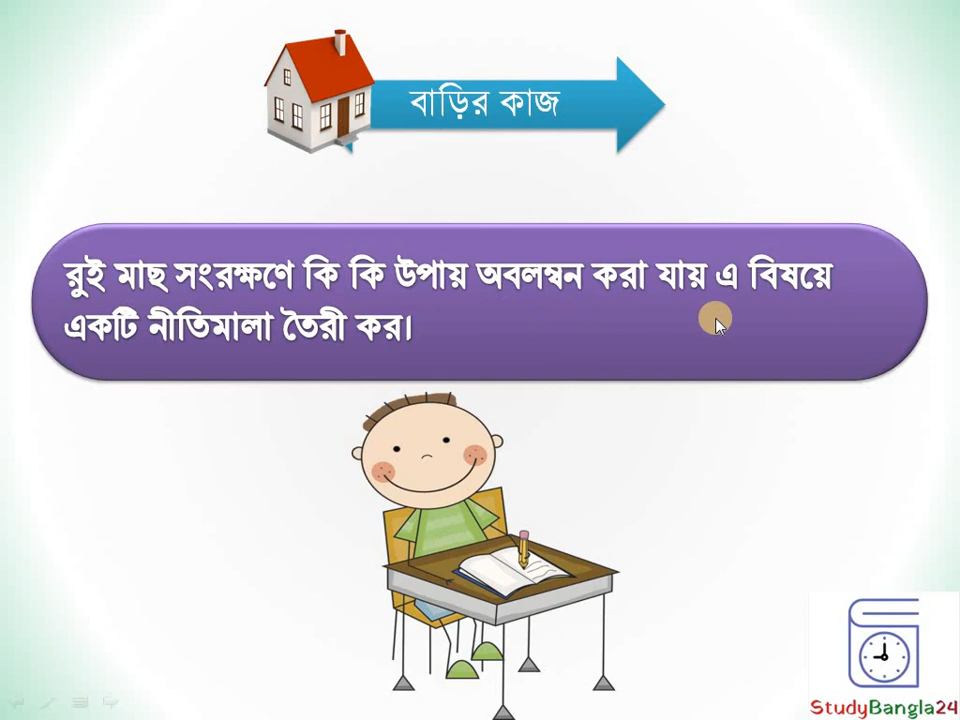 বাড়ির কাজ
রুই মাছ সংরক্ষণে কি কি উপায় অবলম্বন করা যায় এ বিষয়ে
একটি নীতিমালা তৈরী কর।
StudyBangla24